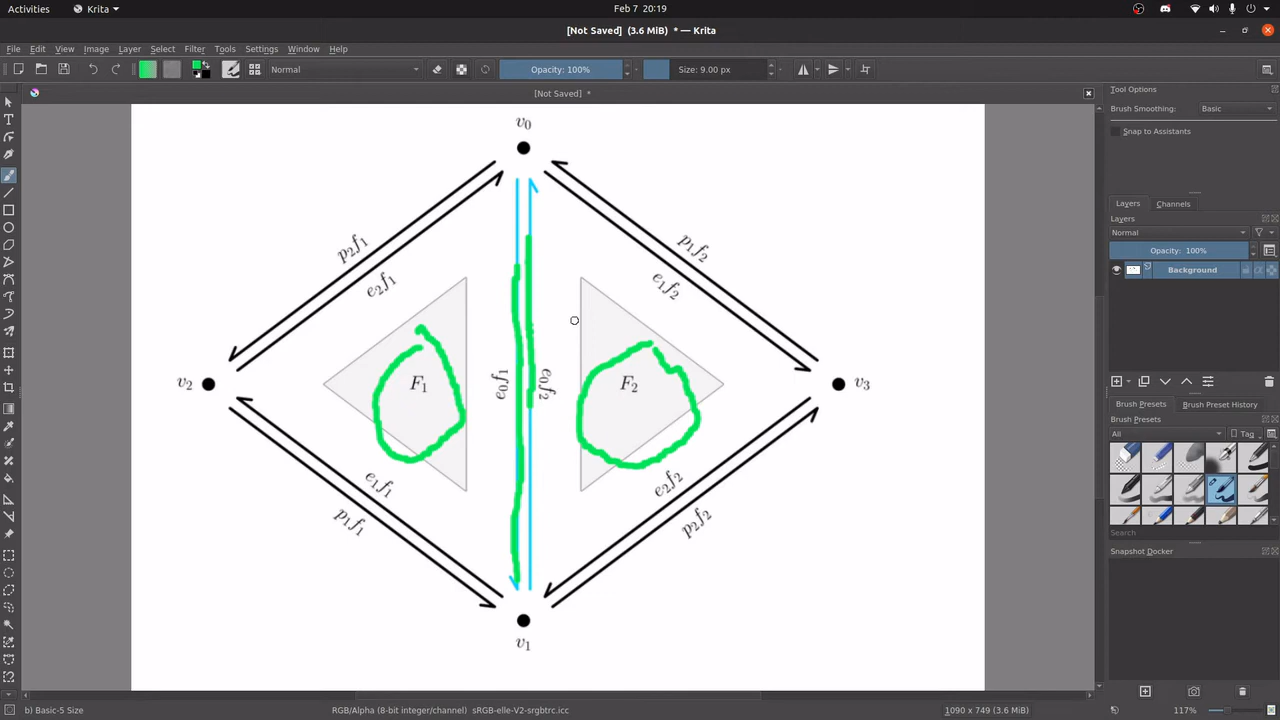 Activities Krita Feb 7 20:19
[Not Saved] (3.6 MiB) * — Krita
File Edit View Image Layer Select Filter Tools Settings Window Help
Normal Opacity: 100% Size: 9.00 px
[Not Saved] *
Tool Options
Brush Smoothing: Basic
Snap to Assistants
Layers Channels
Layers
Normal
Opacity: 100%
Background
Brush Presets Brush Preset History
Brush Presets
All Tag
Search
Snapshot Docker
v0
p2f1
e2f1
p1f2
e1f2
F1
e0f1
e0f2
F2
v2
v3
e1f1
p1f1
e2f2
p2f2
v1
b) Basic-5 Size RGB/Alpha (8-bit integer/channel) sRGB-elle-V2-srgbtrc.icc 1090 x 749 (3.6 MiB) 117%